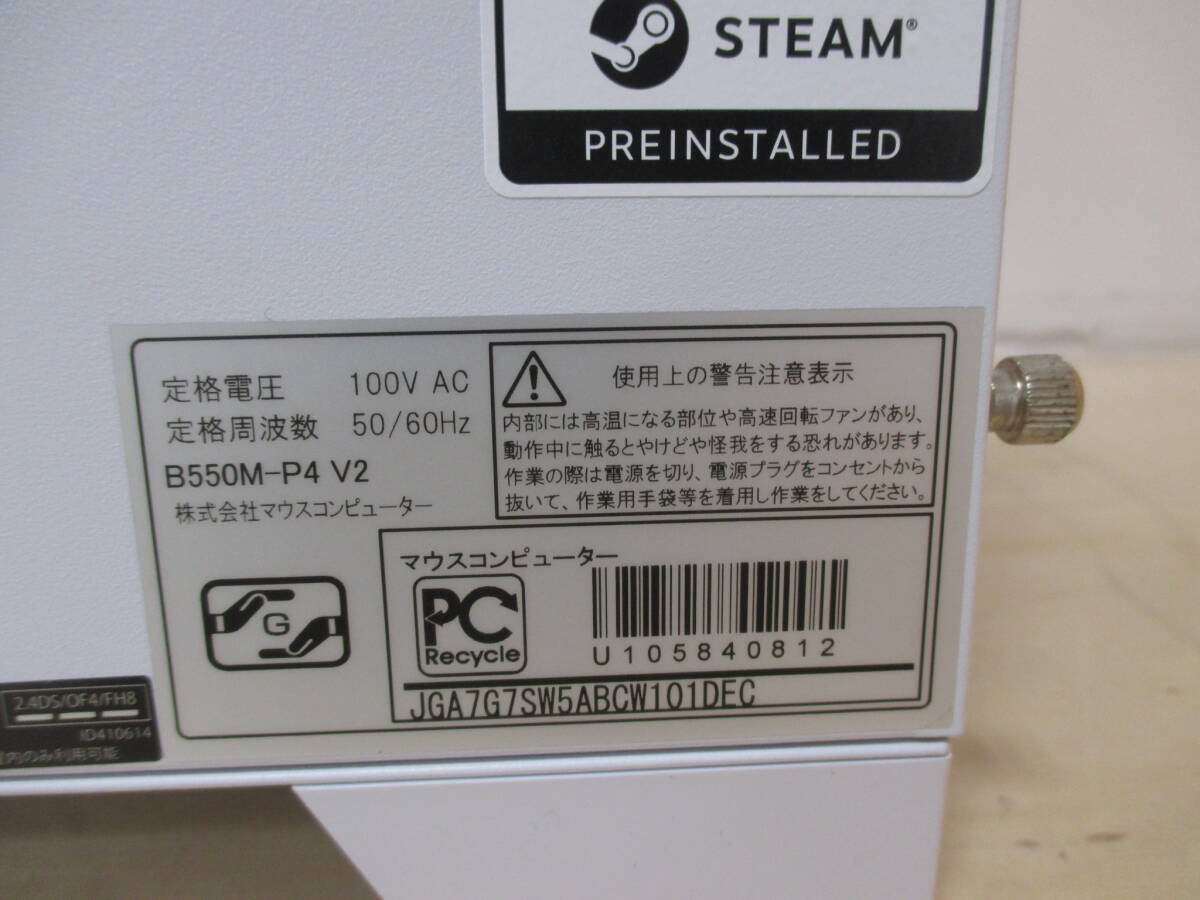 STEAM®
PREINSTALLED
定格電圧 100V AC
定格周波数 50/60Hz
B550M-P4 V2
株式会社マウスコンピューター
G
使用上の警告注意表示
内部には高温になる部位や高速回転ファンがあり、
動作中に触るとやけどや怪我をする恐れがあります。
作業の際は電源を切り、電源プラグをコンセントから
抜いて、作業用手袋等を着用し作業をしてください。
マウスコンピューター
PC
Recycle
U105840812
JGA7G7SW5ABCW101DEC
2.4DS/OF4/FH8
ID410614
内のみ利用可能